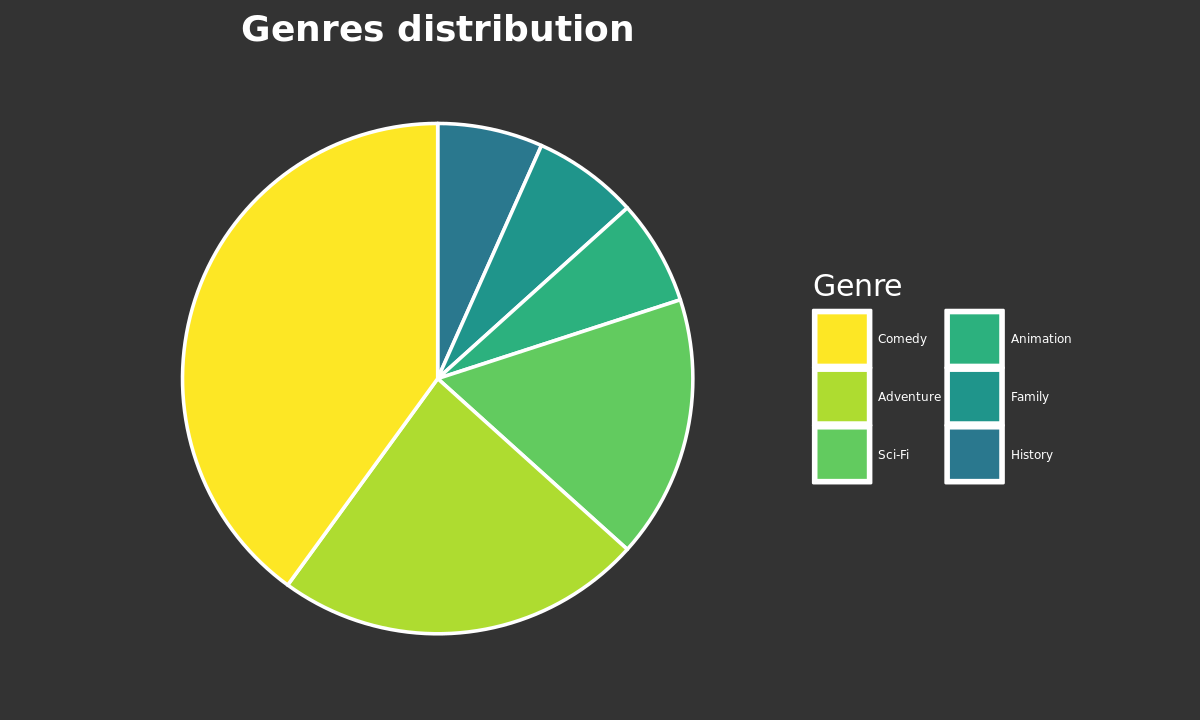 Genres distribution
Genre
Comedy
Adventure
Sci-Fi
Animation
Family
History